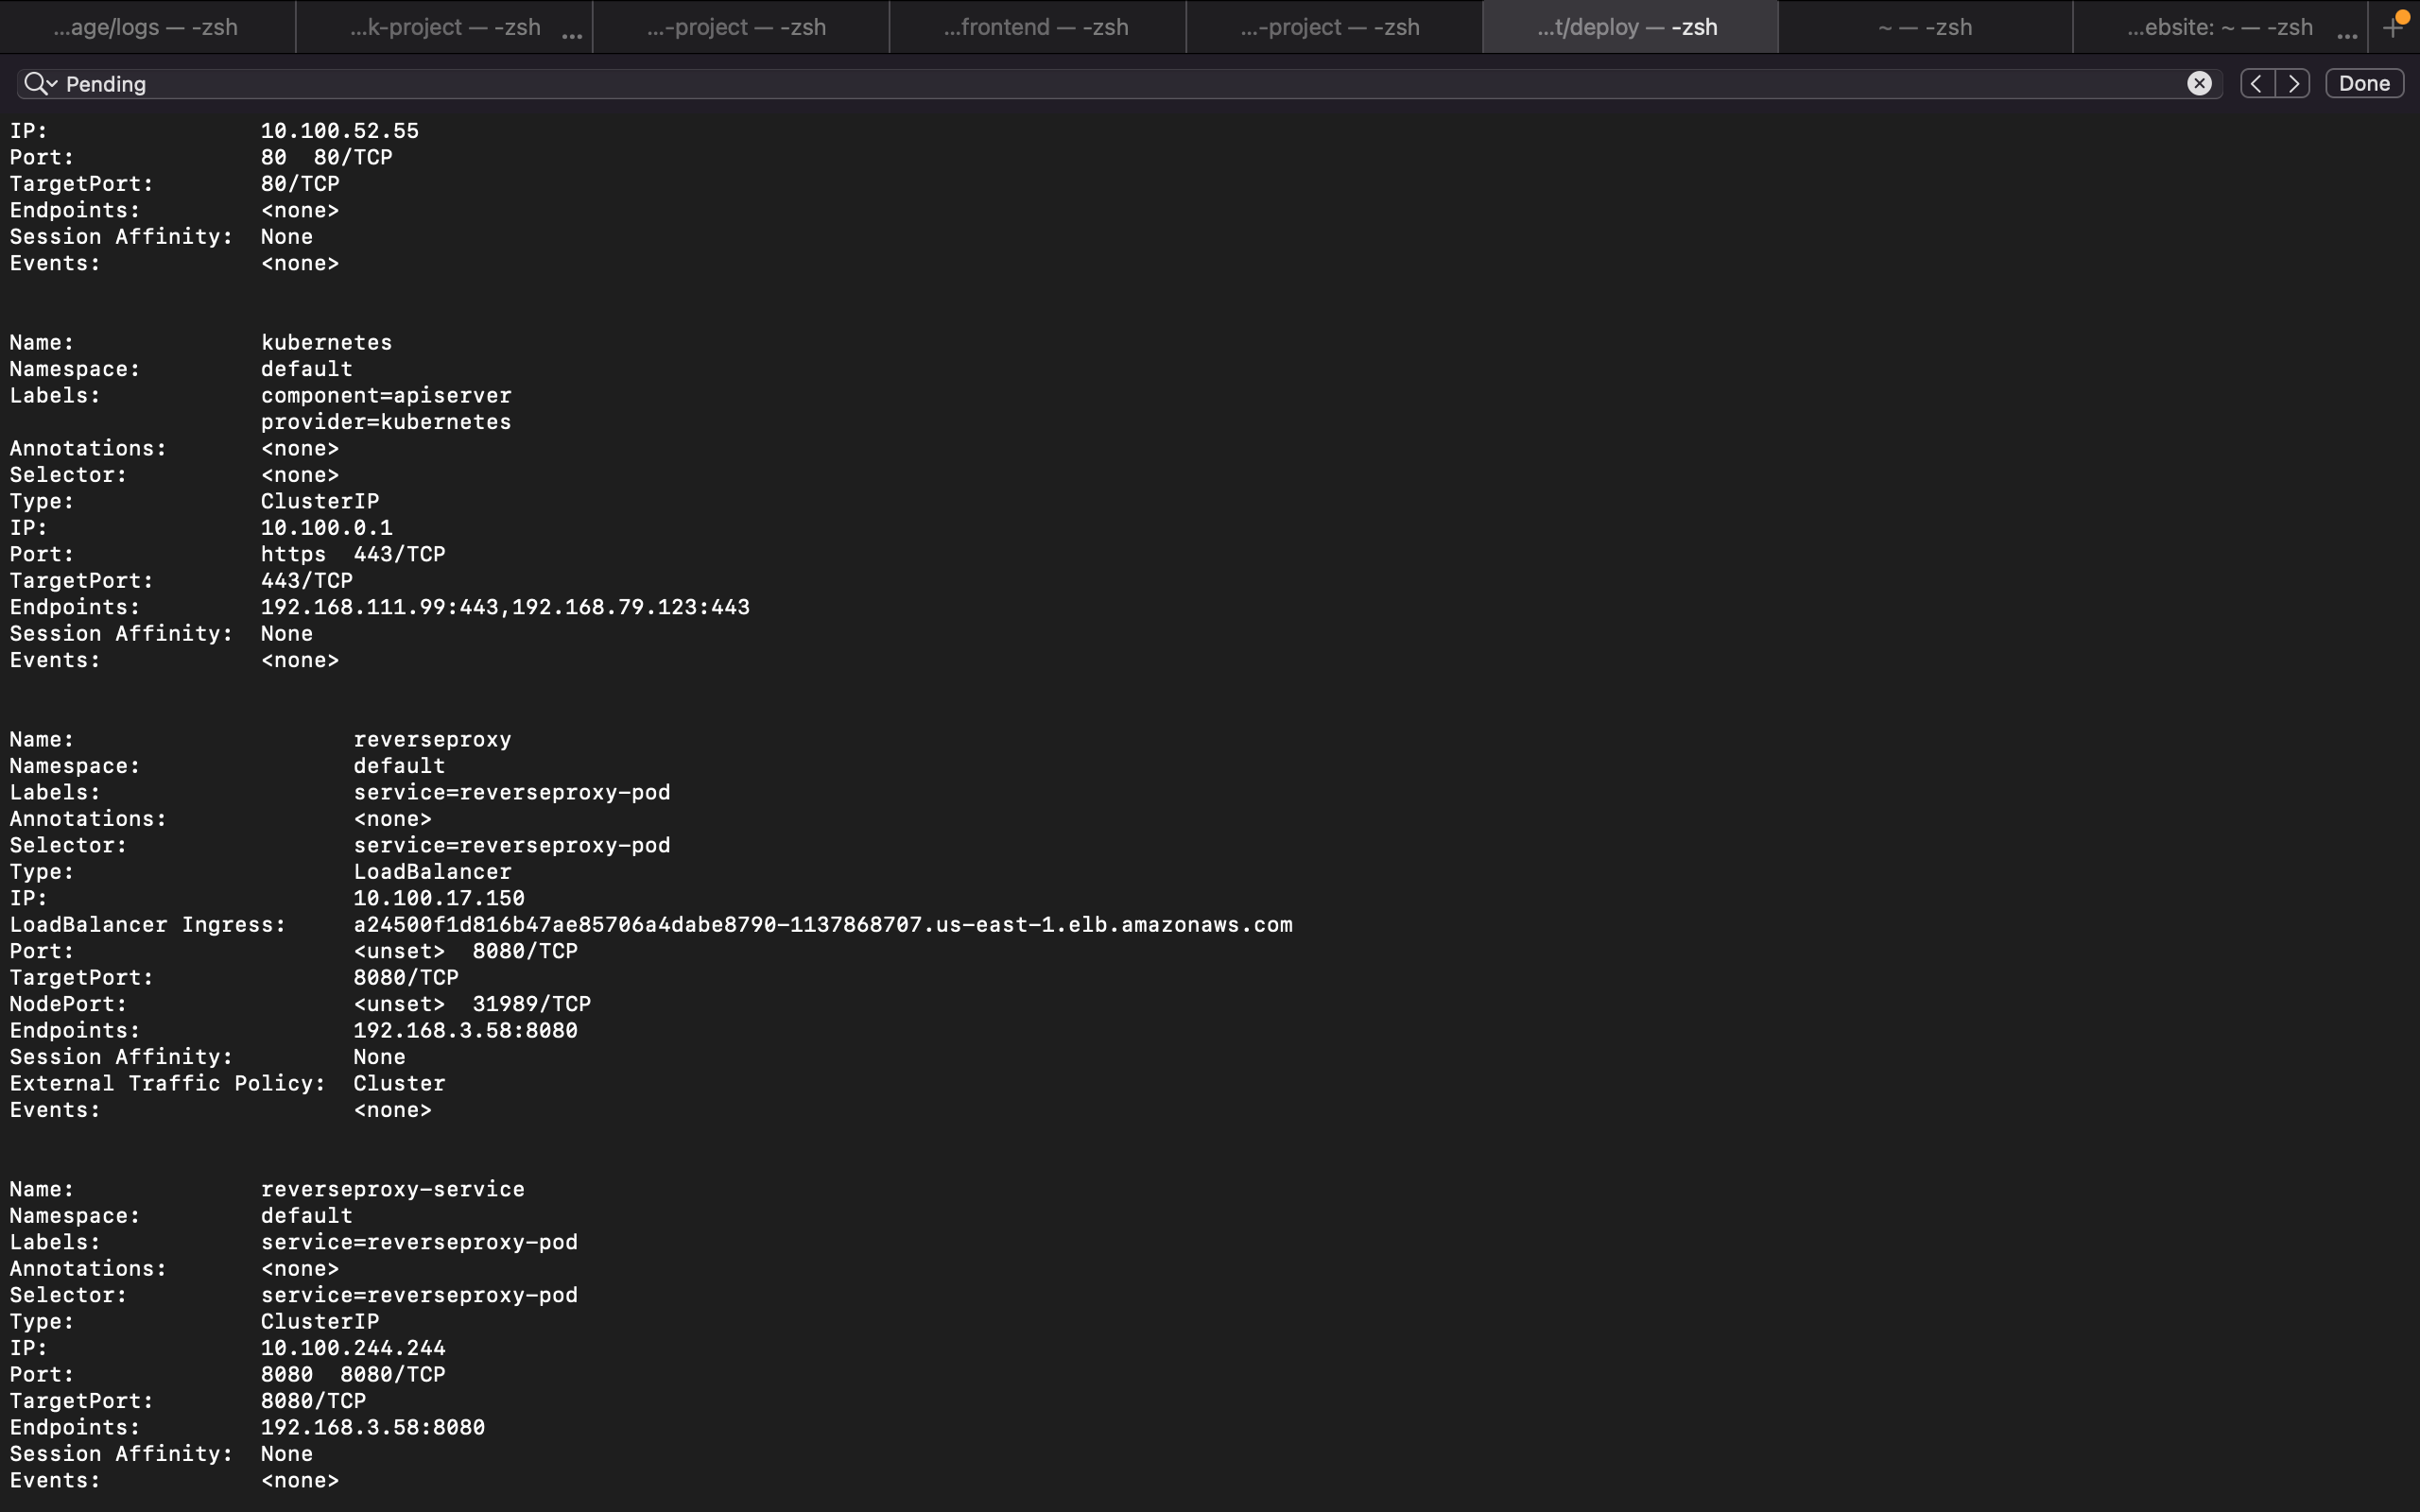 ...age/logs — -zsh ...k-project — -zsh ... ...-project — -zsh ...frontend — -zsh ...-project — -zsh ...t/deploy — -zsh ~ — -zsh ...ebsite: ~ — -zsh ... +
Pending Done
IP: 10.100.52.55
Port: 80  80/TCP
TargetPort: 80/TCP
Endpoints: <none>
Session Affinity: None
Events: <none>
Name: kubernetes
Namespace: default
Labels: component=apiserver
provider=kubernetes
Annotations: <none>
Selector: <none>
Type: ClusterIP
IP: 10.100.0.1
Port: https  443/TCP
TargetPort: 443/TCP
Endpoints: 192.168.111.99:443,192.168.79.123:443
Session Affinity: None
Events: <none>
Name: reverseproxy
Namespace: default
Labels: service=reverseproxy-pod
Annotations: <none>
Selector: service=reverseproxy-pod
Type: LoadBalancer
IP: 10.100.17.150
LoadBalancer Ingress: a24500f1d816b47ae85706a4dabe8790-1137868707.us-east-1.elb.amazonaws.com
Port: <unset>  8080/TCP
TargetPort: 8080/TCP
NodePort: <unset>  31989/TCP
Endpoints: 192.168.3.58:8080
Session Affinity: None
External Traffic Policy: Cluster
Events: <none>
Name: reverseproxy-service
Namespace: default
Labels: service=reverseproxy-pod
Annotations: <none>
Selector: service=reverseproxy-pod
Type: ClusterIP
IP: 10.100.244.244
Port: 8080  8080/TCP
TargetPort: 8080/TCP
Endpoints: 192.168.3.58:8080
Session Affinity: None
Events: <none>